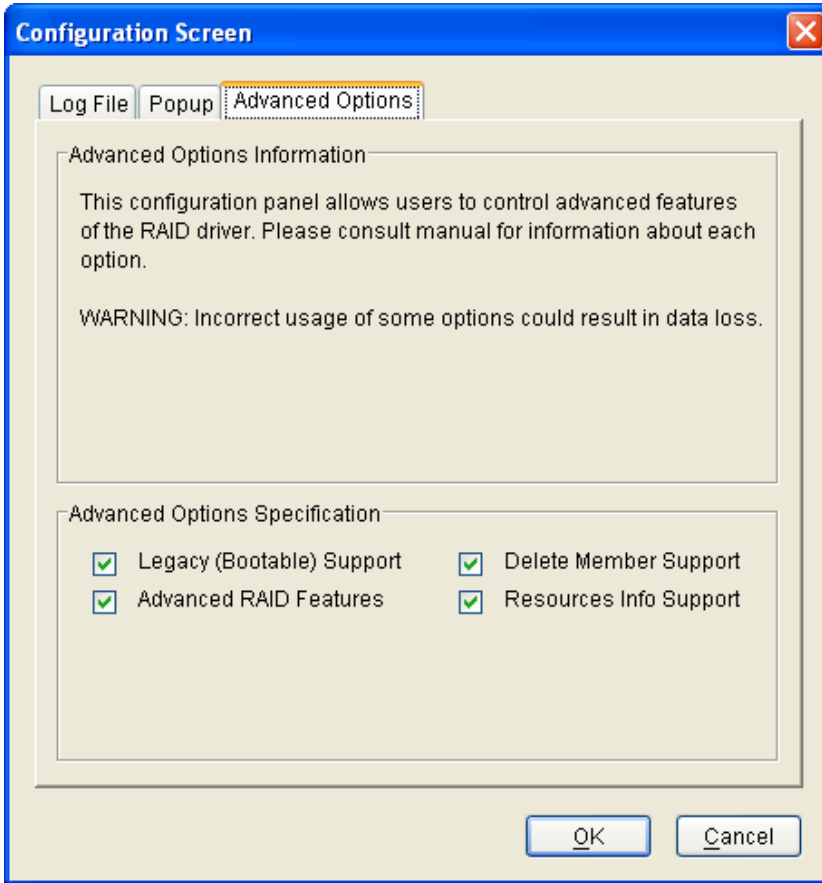 Configuration Screen
Log File
Popup
Advanced Options
Advanced Options Information
This configuration panel allows users to control advanced features
of the RAID driver. Please consult manual for information about each
option.
WARNING: Incorrect usage of some options could result in data loss.
Advanced Options Specification
Legacy (Bootable) Support
Delete Member Support
Advanced RAID Features
Resources Info Support
OK
Cancel